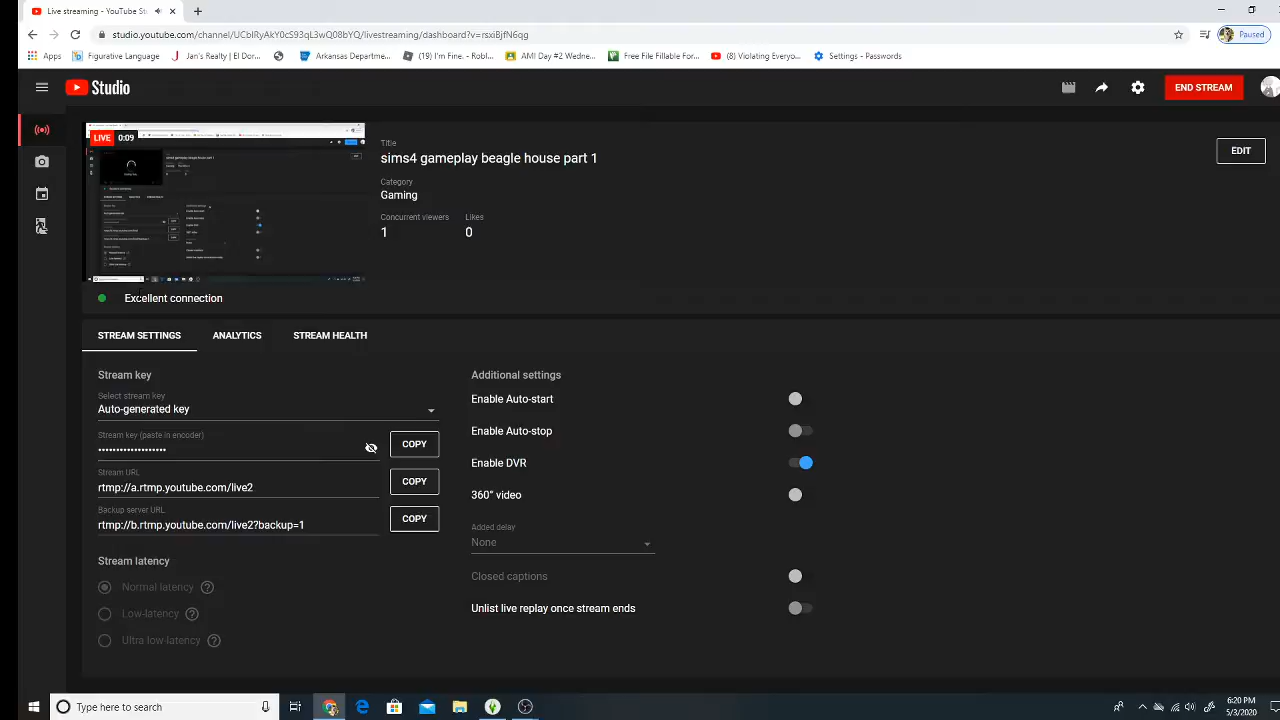 Live streaming - YouTube St
studio.youtube.com/channel/UCbIRyAkY0cS93qL3wQ08bYQ/livestreaming/dashboard?v=rsxiBjfN6qg
Paused
Apps
Figurative Language
Jan's Realty | El Dor...
Arkansas Departme...
(19) I'm Fine. - Robl...
AMI Day #2 Wedne...
Free File Fillable For...
(8) Violating Everyo...
Settings - Passwords
Studio
END STREAM
LIVE 0:09
Title
sims4 gameplay beagle house part 1
EDIT
Category
Gaming
Concurrent viewers
Likes
1
0
Excellent connection
STREAM SETTINGS
ANALYTICS
STREAM HEALTH
Stream key
Select stream key
Auto-generated key
Stream key (paste in encoder)
COPY
Stream URL
rtmp://a.rtmp.youtube.com/live2
COPY
Backup server URL
rtmp://b.rtmp.youtube.com/live2?backup=1
COPY
Stream latency
Normal latency
Low-latency
Ultra low-latency
Additional settings
Enable Auto-start
Enable Auto-stop
Enable DVR
360° video
Added delay
None
Closed captions
Unlist live replay once stream ends
Type here to search
6:20 PM
5/3/2020